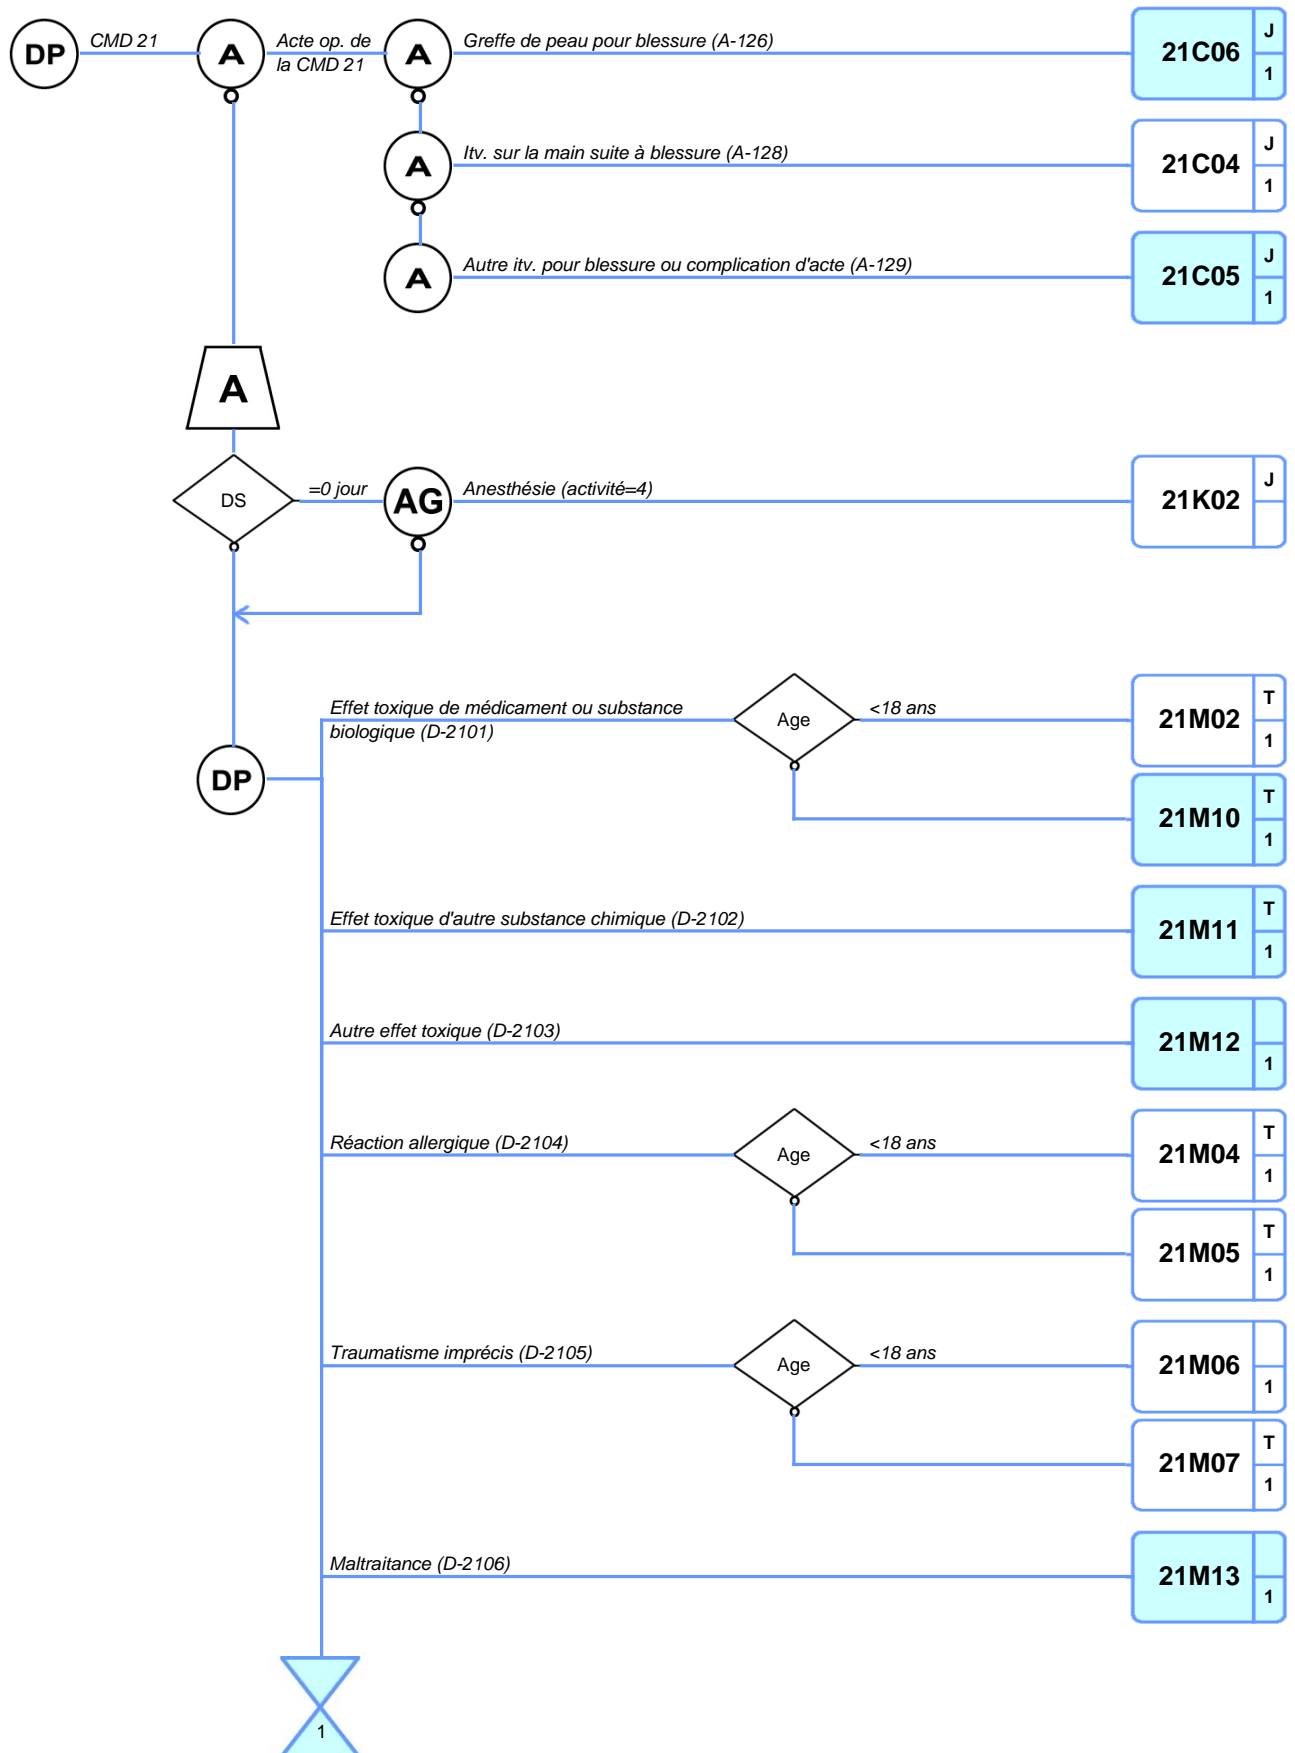 DP
CMD 21
A
Acte op. de
la CMD 21
A
Greffe de peau pour blessure (A-126)
21C06
J
1
A
Itv. sur la main suite à blessure (A-128)
21C04
J
1
A
Autre itv. pour blessure ou complication d'acte (A-129)
21C05
J
1
A
DS
=0 jour
AG
Anesthésie (activité=4)
21K02
J
DP
Effet toxique de médicament ou substance
biologique (D-2101)
Age
<18 ans
21M02
T
1
21M10
T
1
Effet toxique d'autre substance chimique (D-2102)
21M11
T
1
Autre effet toxique (D-2103)
21M12
1
Réaction allergique (D-2104)
Age
<18 ans
21M04
T
1
21M05
T
1
Traumatisme imprécis (D-2105)
Age
<18 ans
21M06
1
21M07
T
1
Maltraitance (D-2106)
21M13
1
1